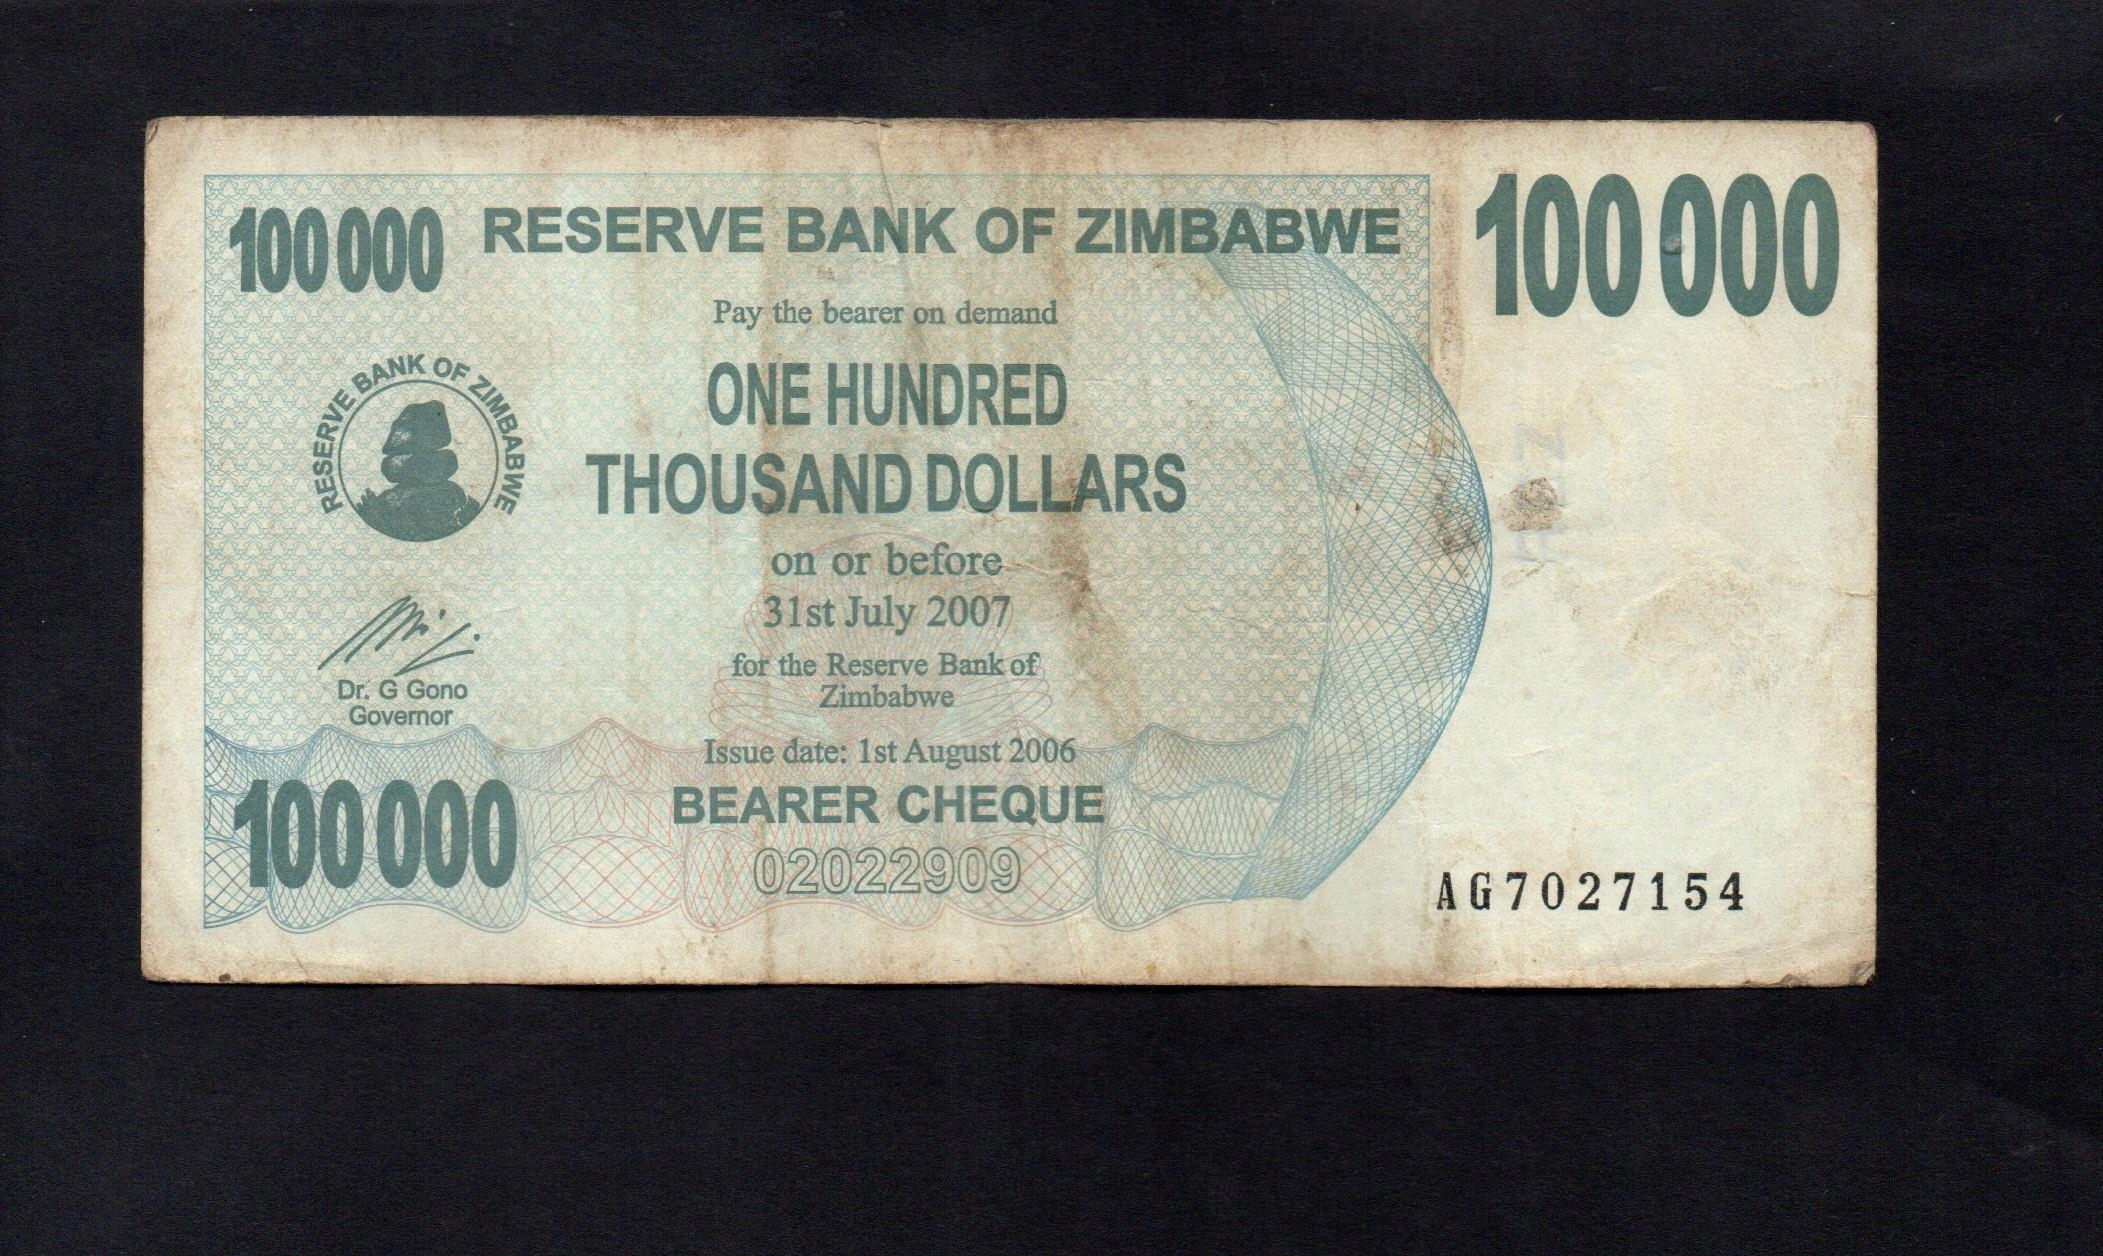 100 000
RESERVE BANK OF ZIMBABWE
100 000
Pay the bearer on demand
RESERVE BANK OF ZIMBABWE
ONE HUNDRED
THOUSAND DOLLARS
on or before
31st July 2007
for the Reserve Bank of
Zimbabwe
Dr. G Gono
Governor
Issue date: 1st August 2006
100 000
BEARER CHEQUE
02022909
AG7027154